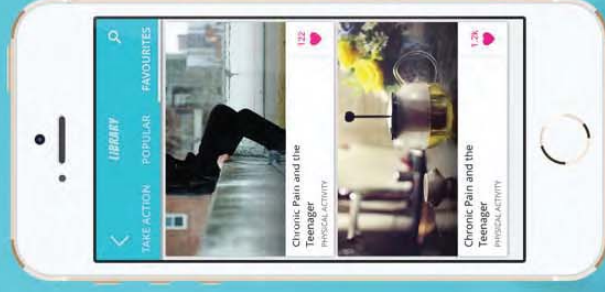 LIBRARY
TAKE ACTION POPULAR FAVOURITES
122
Chronic Pain and the
Teenager
PHYSICAL ACTIVITY
1.2k
Chronic Pain and the
Teenager
PHYSICAL ACTIVITY